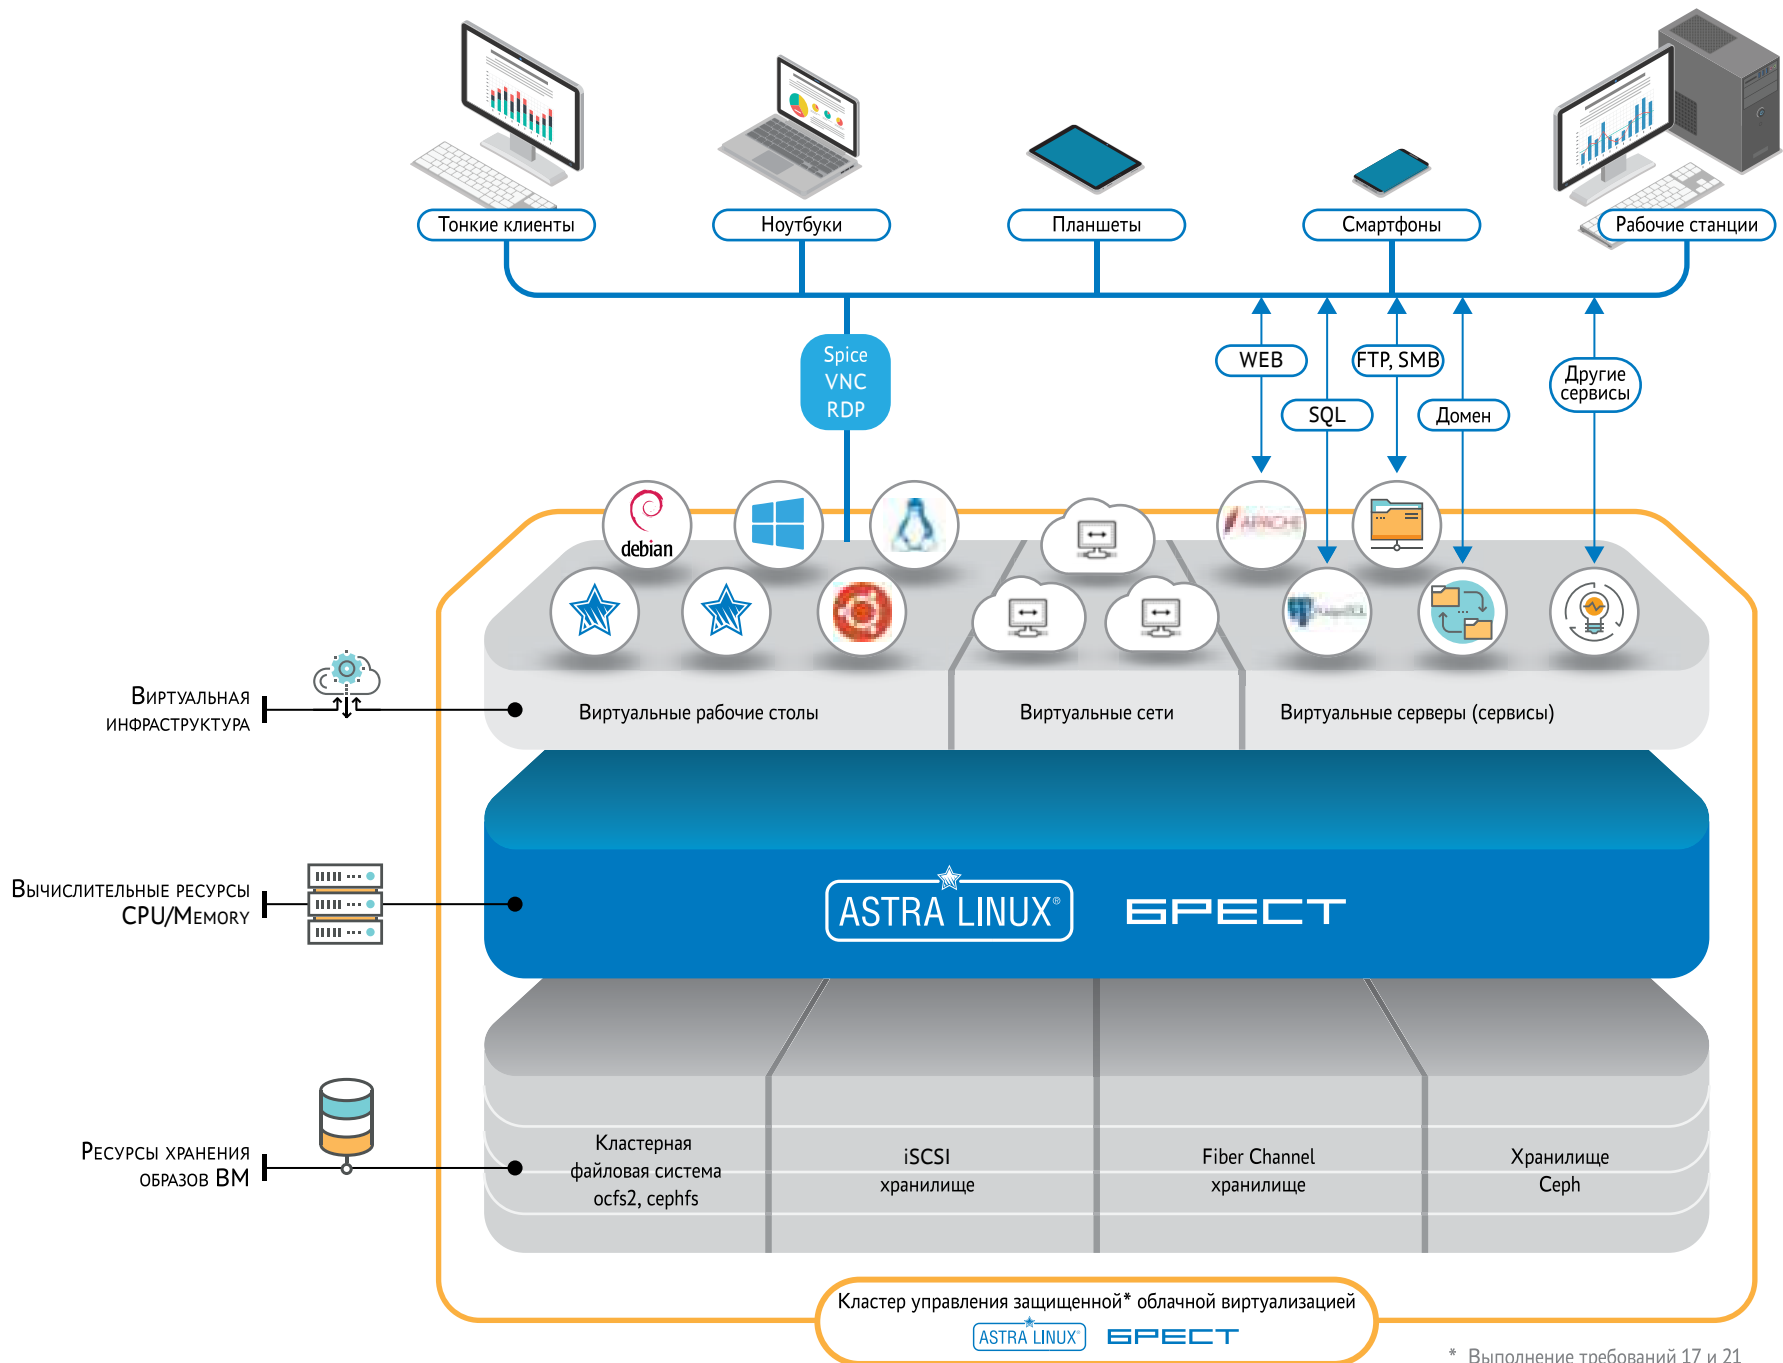 Тонкие клиенты
Ноутбуки
Планшеты
Смартфоны
Рабочие станции
Spice
VNC
RDP
WEB
SQL
FTP, SMB
Домен
Другие
сервисы
debian
APACHE
PostgreSQL
Виртуальная
инфраструктура
Виртуальные рабочие столы
Виртуальные сети
Виртуальные серверы (сервисы)
Вычислительные ресурсы
CPU/Memory
ASTRA LINUX®
БРЕСТ
Ресурсы хранения
образов ВМ
Кластерная
файловая система
ocfs2, cephfs
iSCSI
хранилище
Fiber Channel
хранилище
Хранилище
Ceph
Кластер управления защищенной* облачной виртуализацией
ASTRA LINUX® БРЕСТ
* Выполнение требований 17 и 21